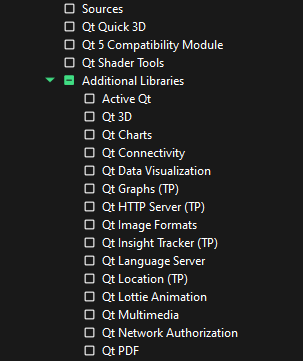 Sources
Qt Quick 3D
Qt 5 Compatibility Module
Qt Shader Tools
Additional Libraries
Active Qt
Qt 3D
Qt Charts
Qt Connectivity
Qt Data Visualization
Qt Graphs (TP)
Qt HTTP Server (TP)
Qt Image Formats
Qt Insight Tracker (TP)
Qt Language Server
Qt Location (TP)
Qt Lottie Animation
Qt Multimedia
Qt Network Authorization
Qt PDF